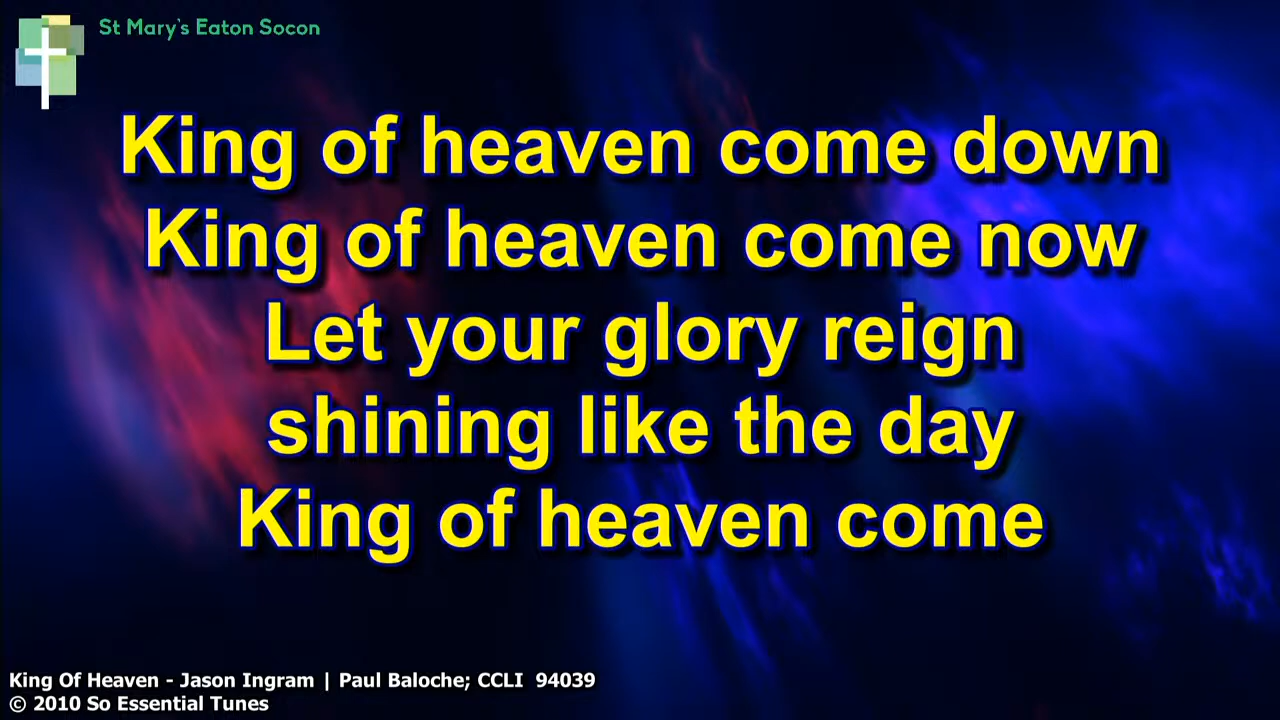 St Mary's Eaton Socon
King of heaven come down
King of heaven come now
Let your glory reign
shining like the day
King of heaven come
King Of Heaven - Jason Ingram | Paul Baloche; CCLI 94039
© 2010 So Essential Tunes